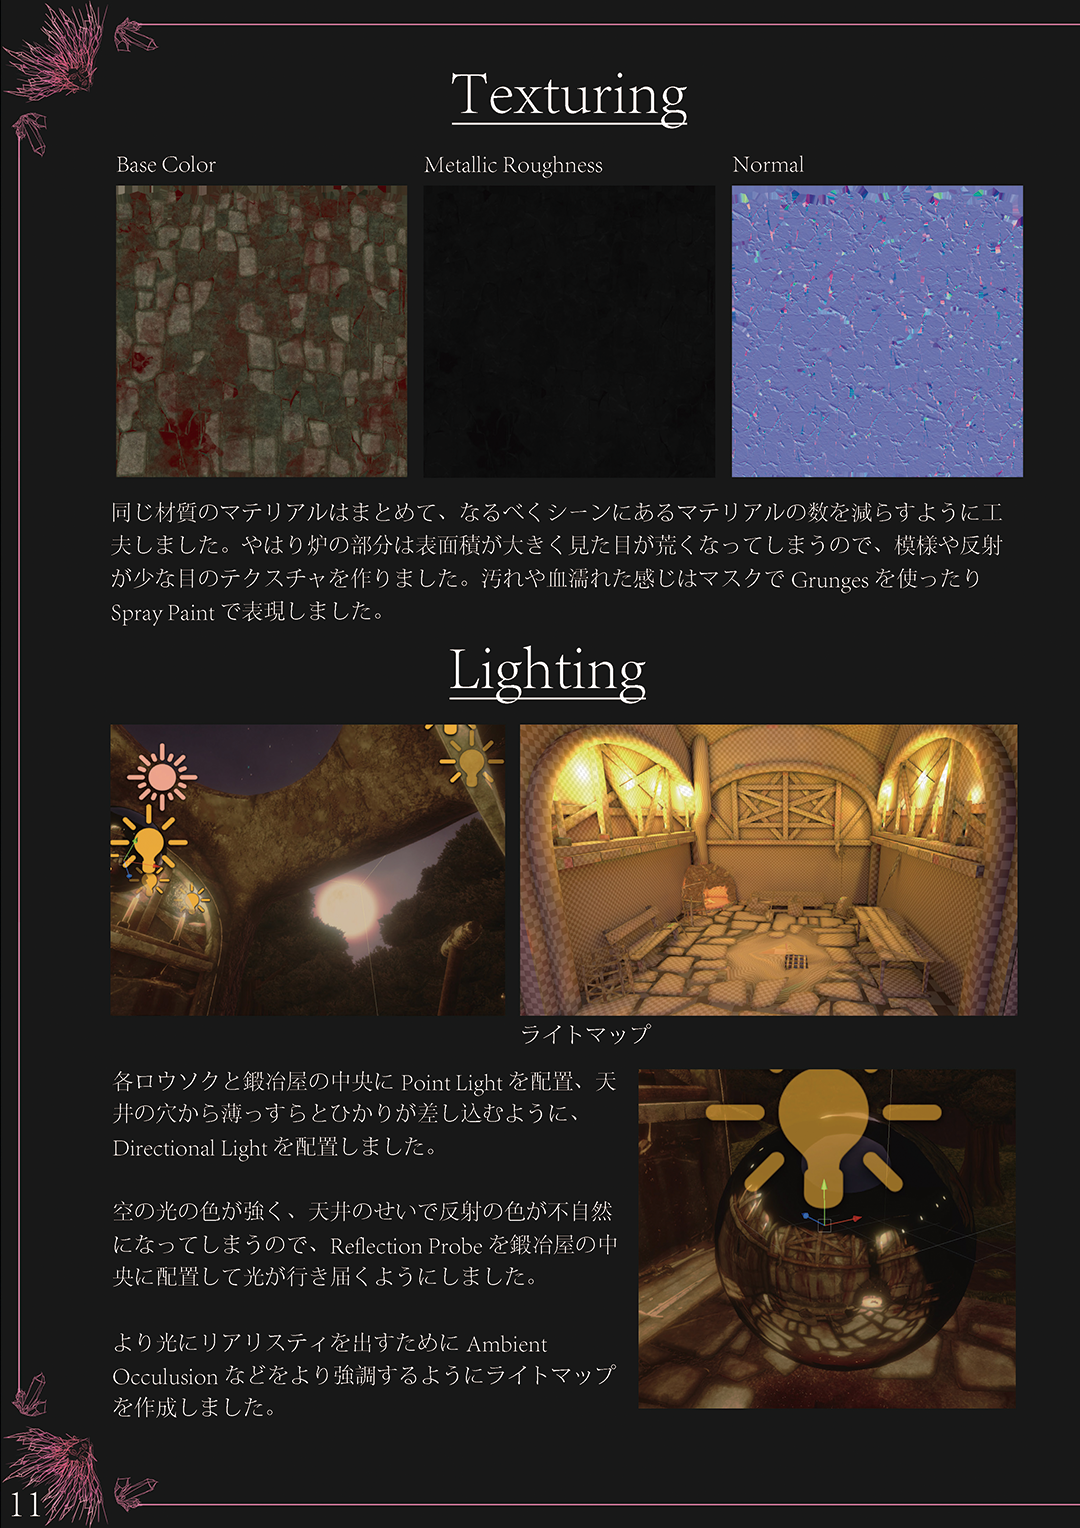 Texturing
Base Color
Metallic Roughness
Normal
同じ材質のマテリアルはまとめて、なるべくシーンにあるマテリアルの数を減らすように工
夫しました。やはり炉の部分は表面積が大きく見た目が荒くなってしまうので、模様や反射
が少な目のテクスチャを作りました。汚れや血濡れた感じはマスクで Grunges を使ったり
Spray Paint で表現しました。
Lighting
ライトマップ
各ロウソクと鍛冶屋の中央に Point Light を配置、天
井の穴から薄っすらとひかりが差し込むように、
Directional Light を配置しました。
空の光の色が強く、天井のせいで反射の色が不自然
になってしまうので、Reflection Probe を鍛冶屋の中
央に配置して光が行き届くようにしました。
より光にリアリスティを出すために Ambient
Occulusion などをより強調するようにライトマップ
を作成しました。
11